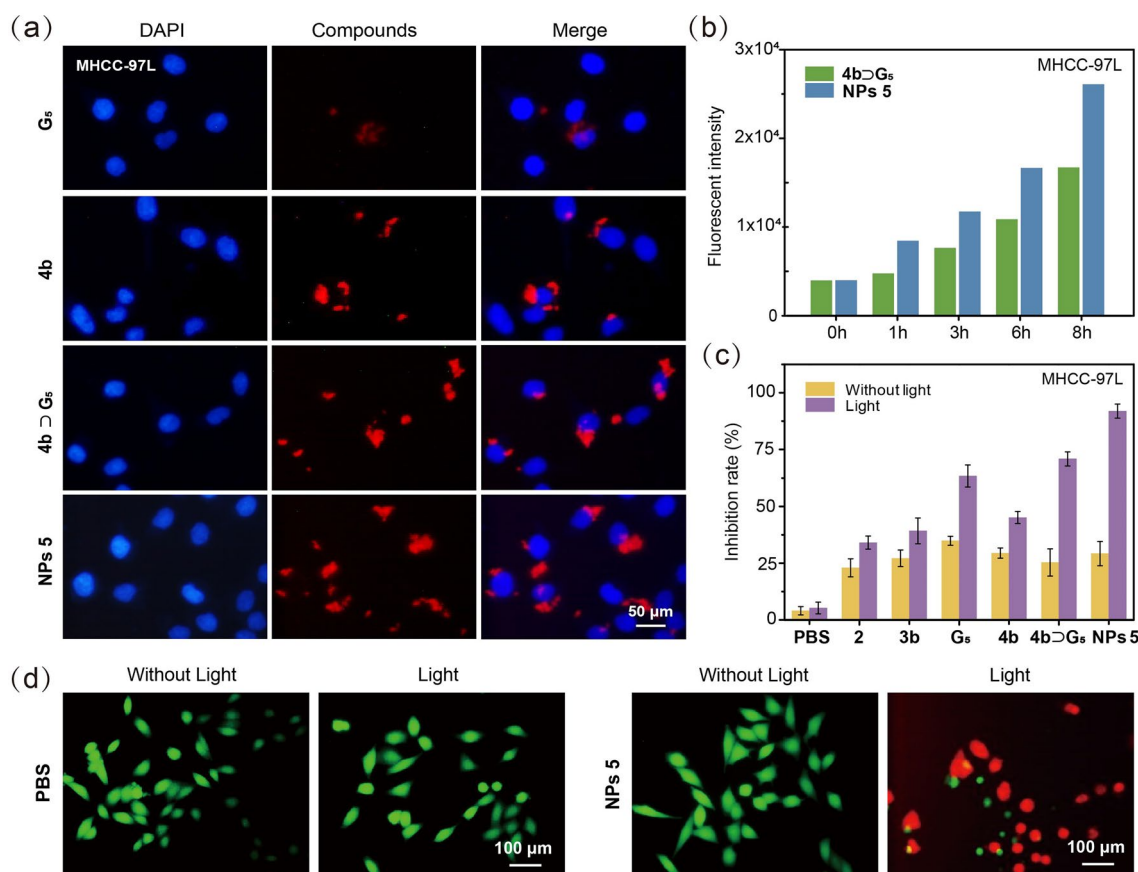 (a)
DAPI
Compounds
Merge
MHCC-97L
G₅
4b
4b⊃G₅
NPs 5
50 μm
(b)
3x10⁴
2x10⁴
1x10⁴
0
Fluorescent intensity
4b⊃G₅
NPs 5
MHCC-97L
0h
1h
3h
6h
8h
(c)
100
75
50
25
0
Inhibition rate (%)
Without light
Light
MHCC-97L
PBS
2
3b
G₅
4b
4b⊃G₅
NPs 5
(d)
Without Light
Light
Without Light
Light
PBS
100 μm
NPs 5
100 μm